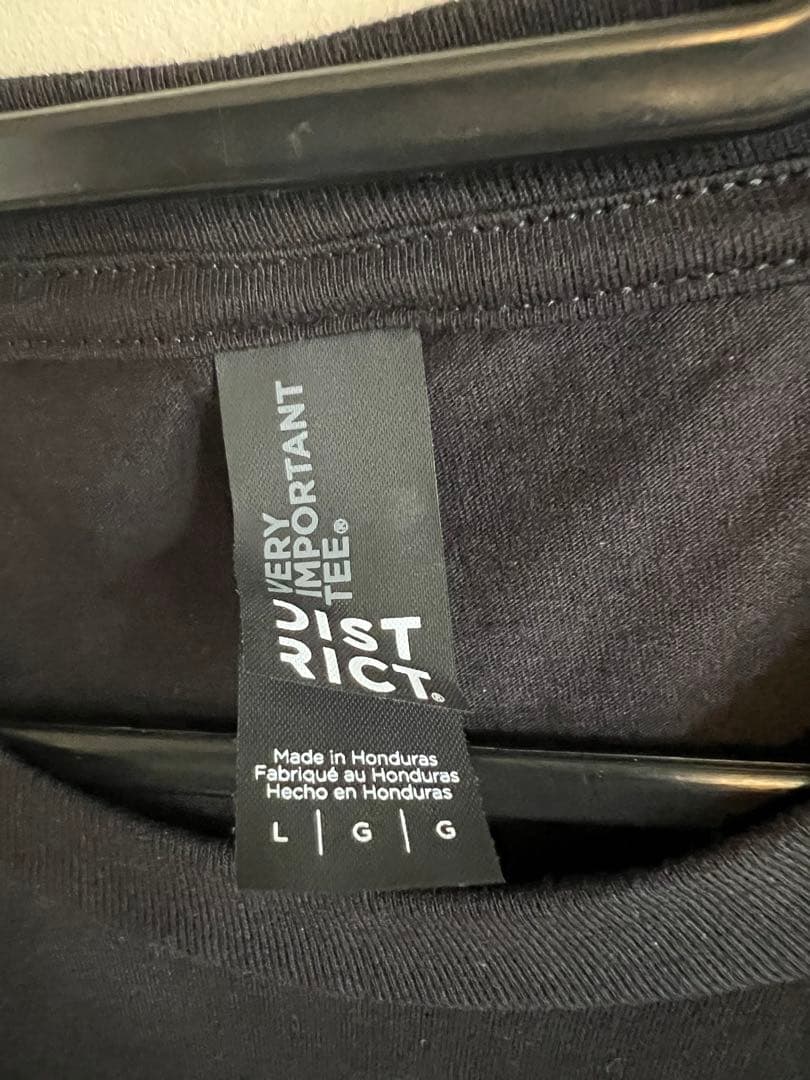 VERY
IMPORTANT
TEE®
DIST
RICT®
Made in Honduras
Fabriqué au Honduras
Hecho en Honduras
L | G | G